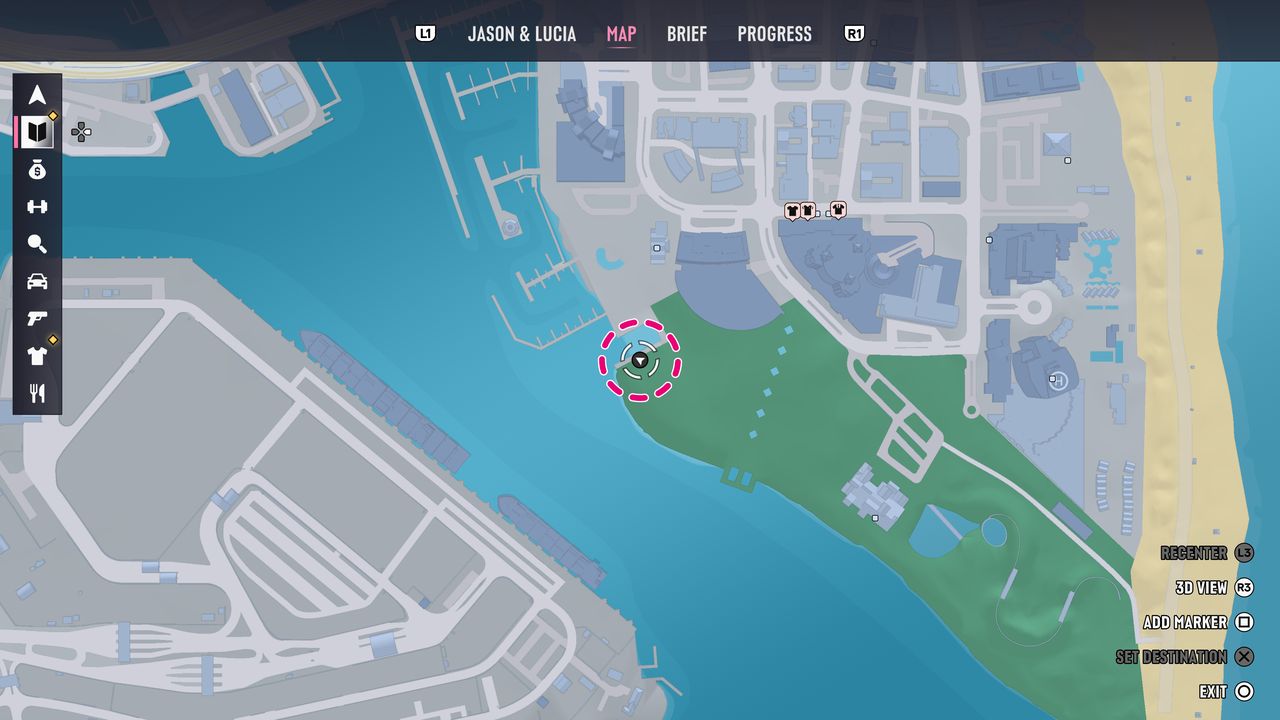 L1 JASON & LUCIA MAP BRIEF PROGRESS R1
$
H
RECENTER L3
3D VIEW R3
ADD MARKER
SET DESTINATION
EXIT